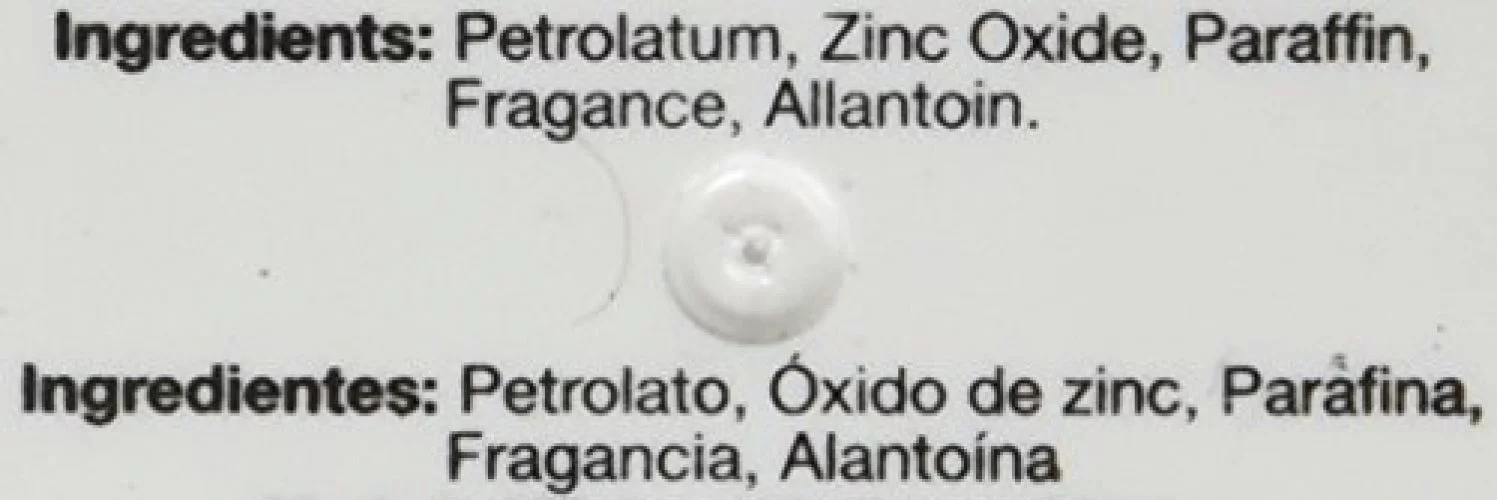 Ingredients: Petrolatum, Zinc Oxide, Paraffin,
Fragance, Allantoin.
Ingredientes: Petrolato, Óxido de zinc, Parafina,
Fragancia, Alantoína